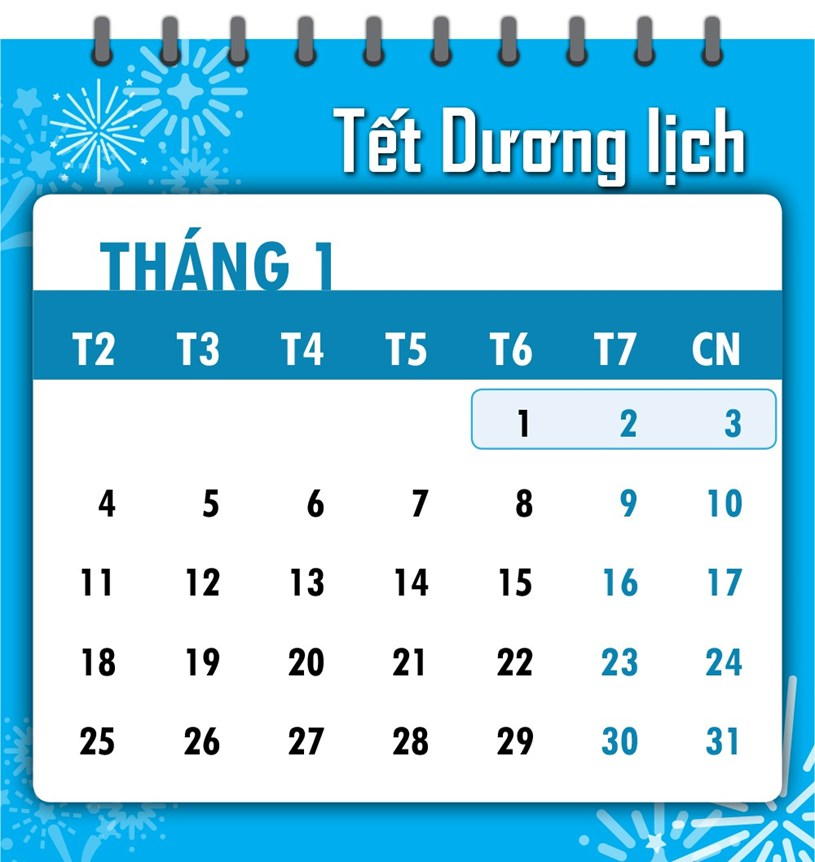 Tết Dương lịch
THÁNG 1
T2 T3 T4 T5 T6 T7 CN
1 2 3
4 5 6 7 8 9 10
11 12 13 14 15 16 17
18 19 20 21 22 23 24
25 26 27 28 29 30 31